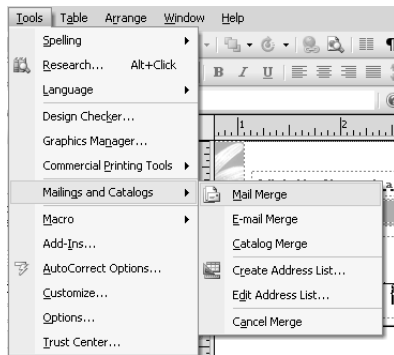 Tools Table Arrange Window Help
Spelling
Research... Alt+Click
B I U
Language
Design Checker...
1 2
Graphics Manager...
Commercial Printing Tools
Mailings and Catalogs
Mail Merge
Macro
E-mail Merge
Add-Ins...
Catalog Merge
AutoCorrect Options...
Create Address List...
Customize...
Edit Address List...
Options...
Cancel Merge
Trust Center...